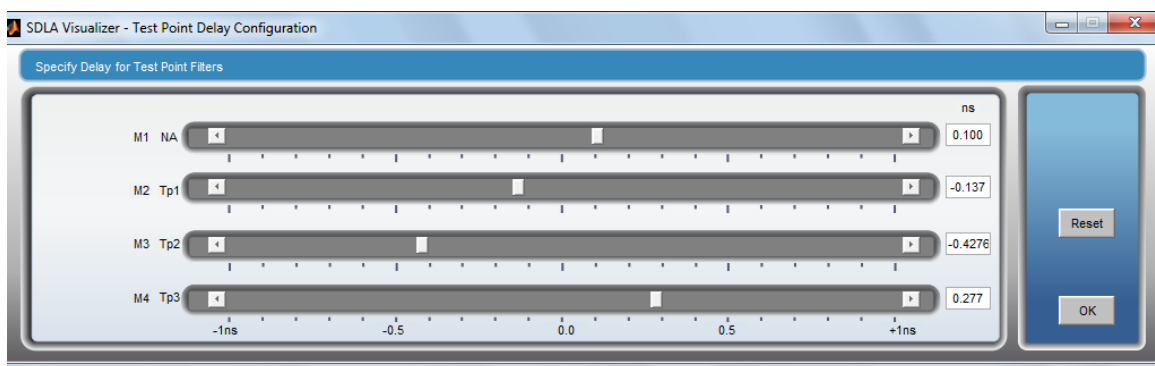 SDLA Visualizer - Test Point Delay Configuration
Specify Delay for Test Point Filters
ns
M1 NA 0.100
M2 Tp1 -0.137
M3 Tp2 -0.4276
Reset
M4 Tp3 0.277
OK
-1ns -0.5 0.0 0.5 +1ns